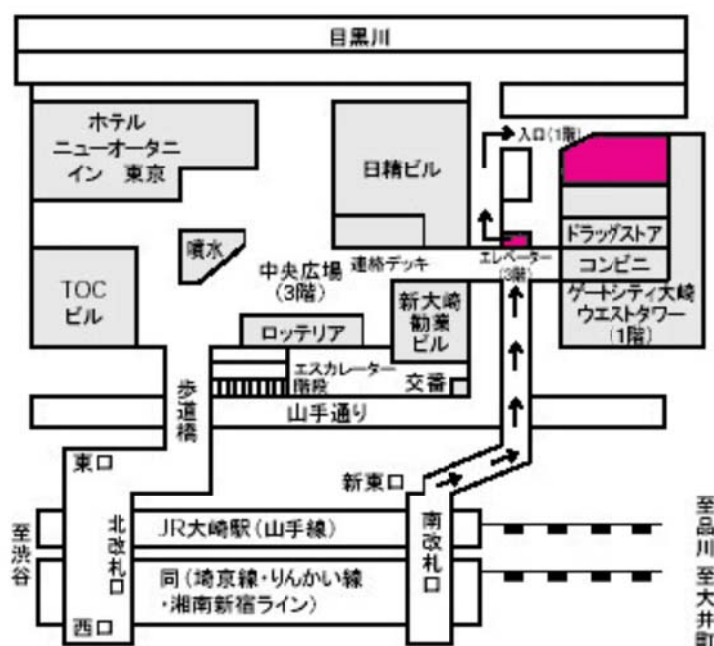 目黒川
ホテル
ニューオータニ
イン　東京
日精ビル
入口(1階)
噴水
中央広場
(3階)
連絡デッキ
エレベーター
(3階)
ドラッグストア
コンビニ
ゲートシティ大崎
ウエストタワー
(1階)
TOC
ビル
ロッテリア
新大崎
勧業
ビル
エスカレーター
階段
交番
歩道橋
山手通り
東口
新東口
至渋谷
北改札口
JR大崎駅(山手線)
同(埼京線・りんかい線
・湘南新宿ライン)
南改札口
西口
至品川
至大井町